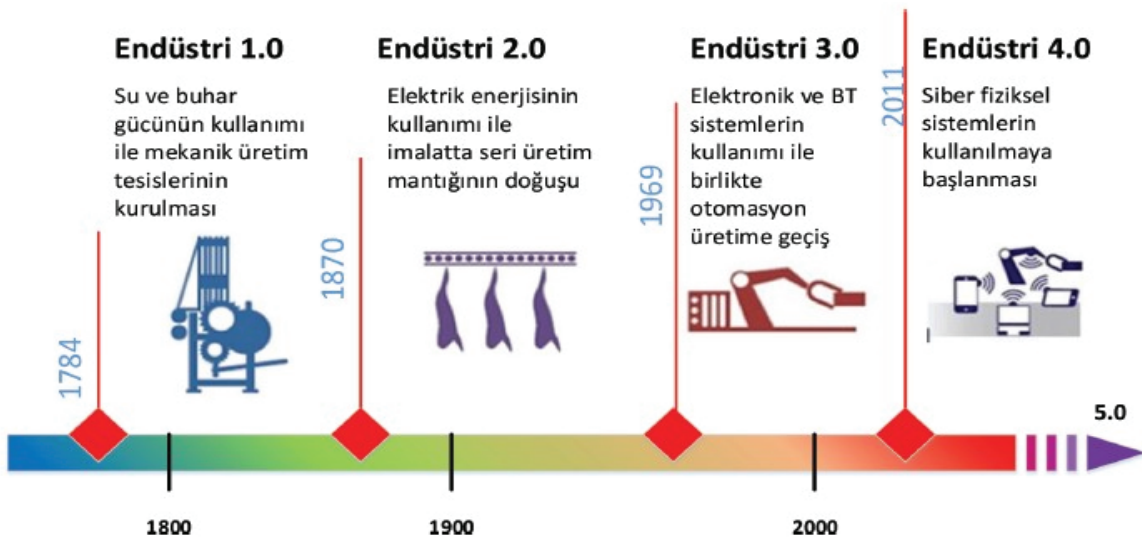 Endüstri 1.0
Su ve buhar
gücünün kullanımı
ile mekanik üretim
tesislerinin
kurulması
1784
Endüstri 2.0
Elektrik enerjisinin
kullanımı ile
imalatta seri üretim
mantığının doğuşu
1870
Endüstri 3.0
Elektronik ve BT
sistemlerin
kullanımı ile
birlikte
otomasyon
üretime geçiş
1969
Endüstri 4.0
Siber fiziksel
sistemlerin
kullanılmaya
başlanması
2011
5.0
1800
1900
2000